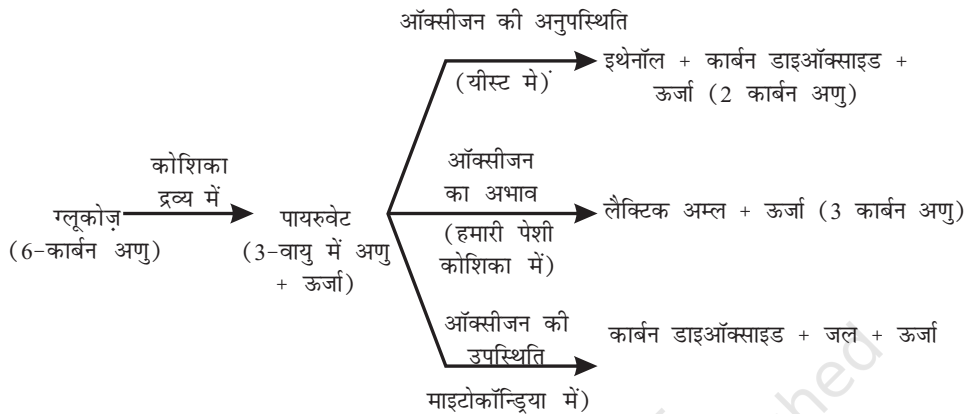 ऑक्सीजन की अनुपस्थिति
(यीस्ट में)
इथेनॉल + कार्बन डाइऑक्साइड +
ऊर्जा (2 कार्बन अणु)
कोशिका
द्रव्य में
ग्लूकोज़
(6-कार्बन अणु)
पायरुवेट
(3-वायु में अणु
+ ऊर्जा)
ऑक्सीजन
का अभाव
(हमारी पेशी
कोशिका में)
लैक्टिक अम्ल + ऊर्जा (3 कार्बन अणु)
ऑक्सीजन की
उपस्थिति
माइटोकॉन्ड्रिया में)
कार्बन डाइऑक्साइड + जल + ऊर्जा